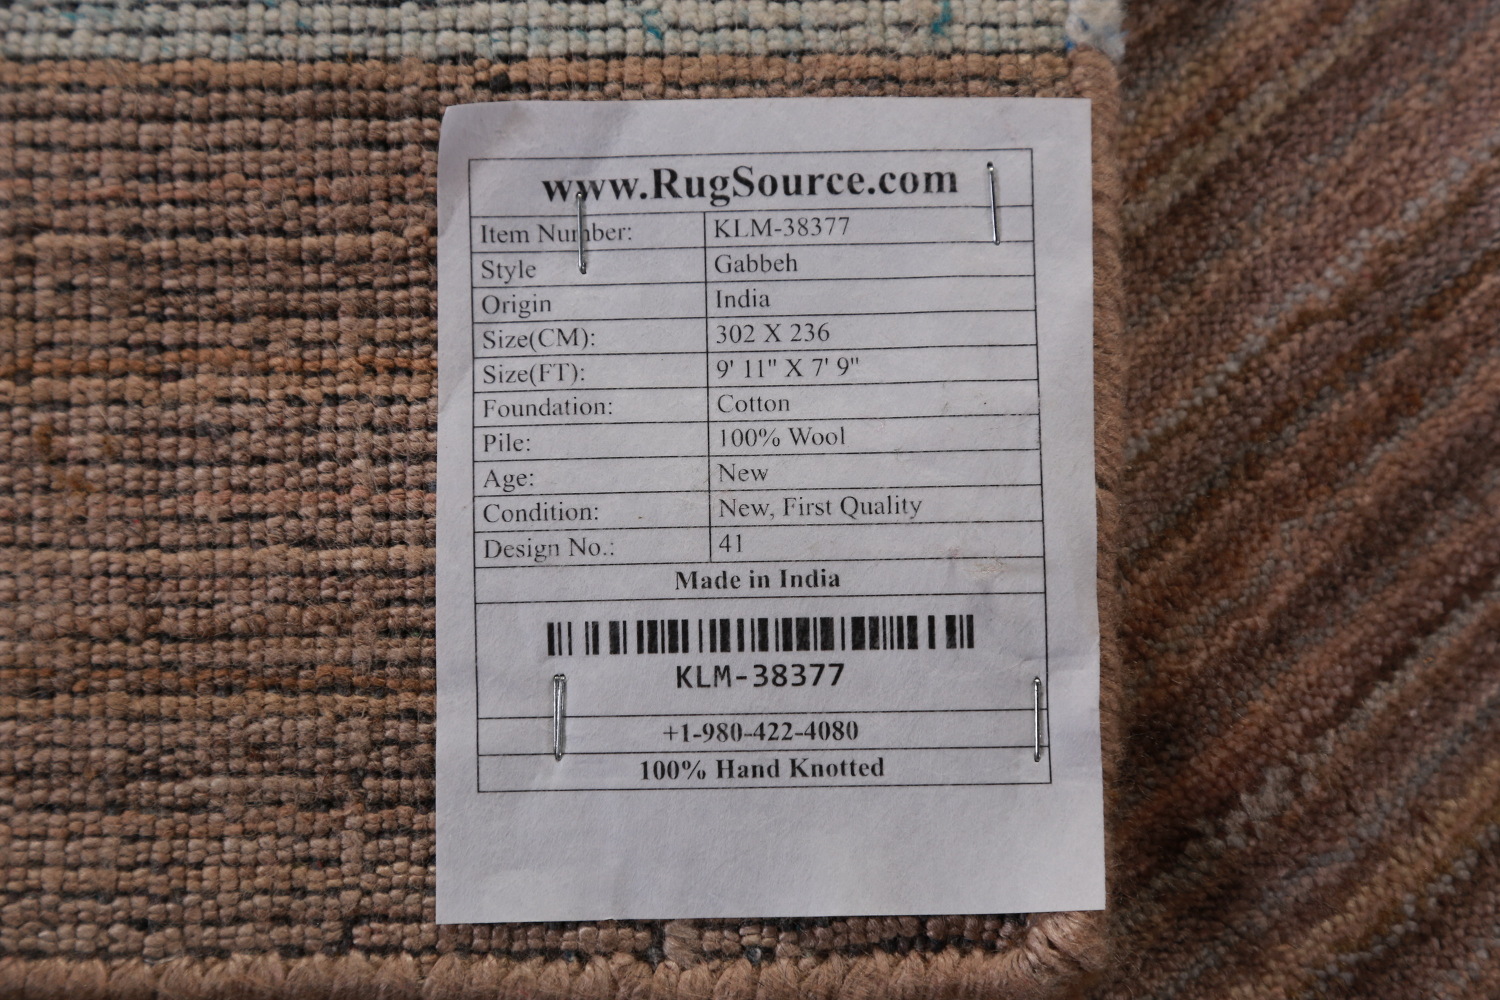 www.RugSource.com
Item Number: KLM-38377
Style Gabbeh
Origin India
Size(CM): 302 X 236
Size(FT): 9' 11" X 7' 9"
Foundation: Cotton
Pile: 100% Wool
Age: New
Condition: New, First Quality
Design No.: 41
Made in India
KLM-38377
+1-980-422-4080
100% Hand Knotted